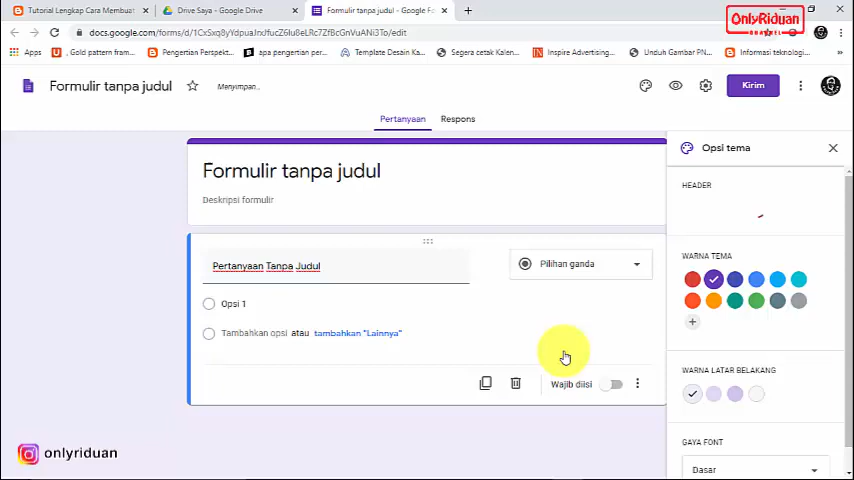 Tutorial Lengkap Cara Membuat
Drive Saya - Google Drive
Formulir tanpa judul - Google Fo
OnlyRiduan
docs.google.com/forms/d/1CxSxq8yYdpuaInxfucZ6lu8eLRc7ZfGBvUANi3To/edit
Apps
Gold pattern fram...
Pengertian Perspekt...
apa pengertian per...
Template Desain Ka...
Segera cetak Kalen...
Inspire Advertising...
Unduh Gambar PN...
Informasi teknologi...
Formulir tanpa judul
Menyimpan...
Kirim
Pertanyaan
Respons
Opsi tema
Formulir tanpa judul
Deskripsi formulir
HEADER
Pertanyaan Tanpa Judul
Pilihan ganda
WARNA TEMA
Opsi 1
Tambahkan opsi atau tambahkan "Lainnya"
WARNA LATAR BELAKANG
Wajib diisi
GAYA FONT
Dasar
onlyriduan